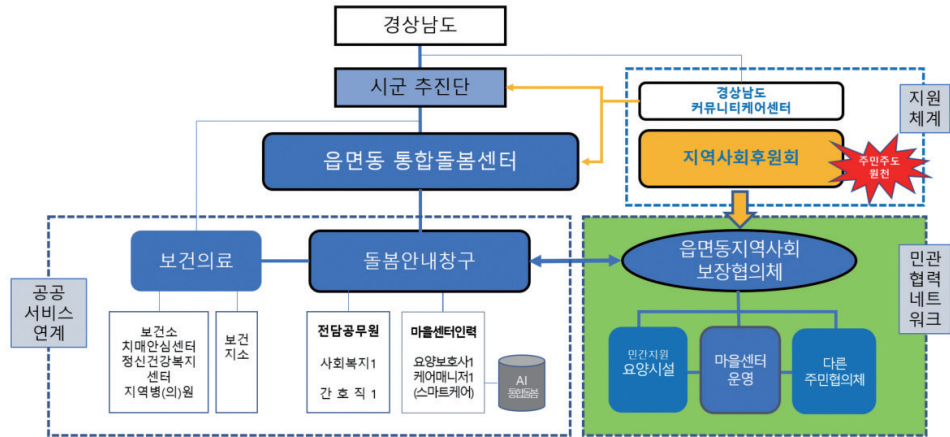 경상남도
시군 추진단
경상남도
커뮤니티케어센터
지원
체계
읍면동 통합돌봄센터
지역사회후원회
주민주도
원천
보건의료
돌봄안내창구
읍면동지역사회
보장협의체
민관
협력
네트
워크
공공
서비스
연계
보건소
치매안심센터
정신건강복지
센터
지역병(의)원
보건
지소
전담공무원
사회복지1
간 호 직 1
마을센터인력
요양보호사1
케어매니저1
(스마트케어)
AI
통합돌봄
민간지원
요양시설
마을센터
운영
다른
주민협의체